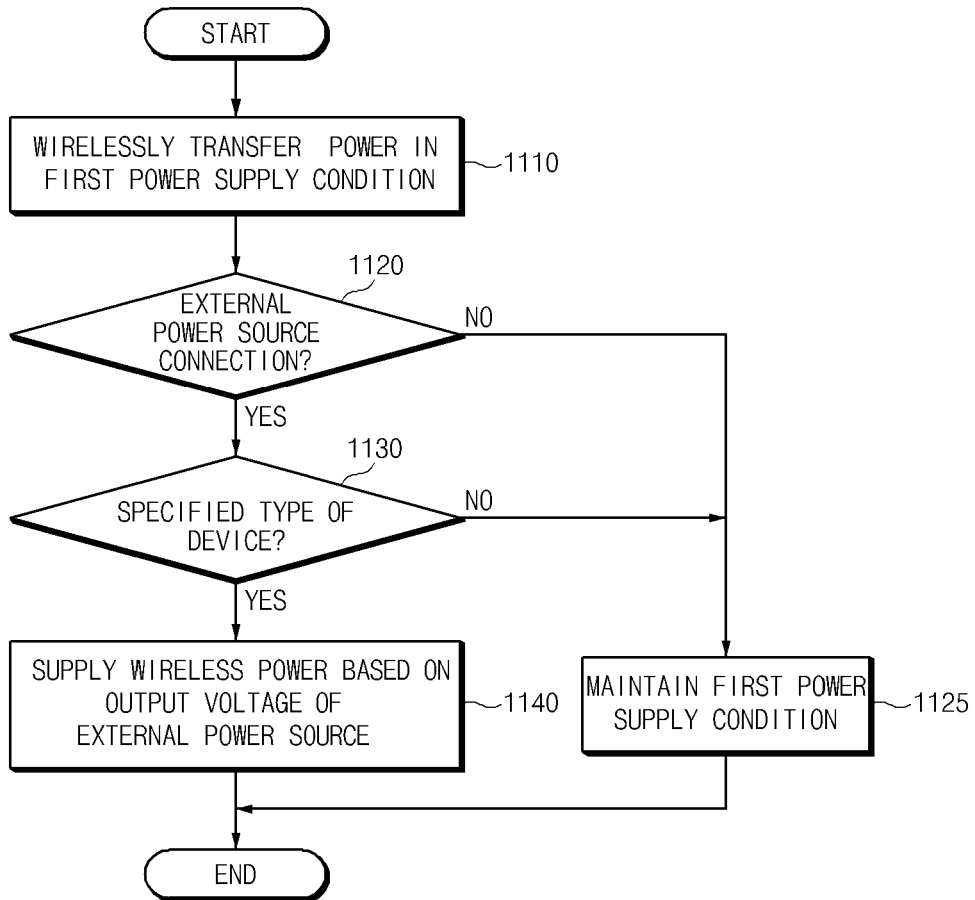 START
WIRELESSLY TRANSFER POWER IN
FIRST POWER SUPPLY CONDITION
1110
1120
EXTERNAL
POWER SOURCE
CONNECTION?
NO
YES
1130
SPECIFIED TYPE OF
DEVICE?
NO
YES
SUPPLY WIRELESS POWER BASED ON
OUTPUT VOLTAGE OF
EXTERNAL POWER SOURCE
1140
MAINTAIN FIRST POWER
SUPPLY CONDITION
1125
END